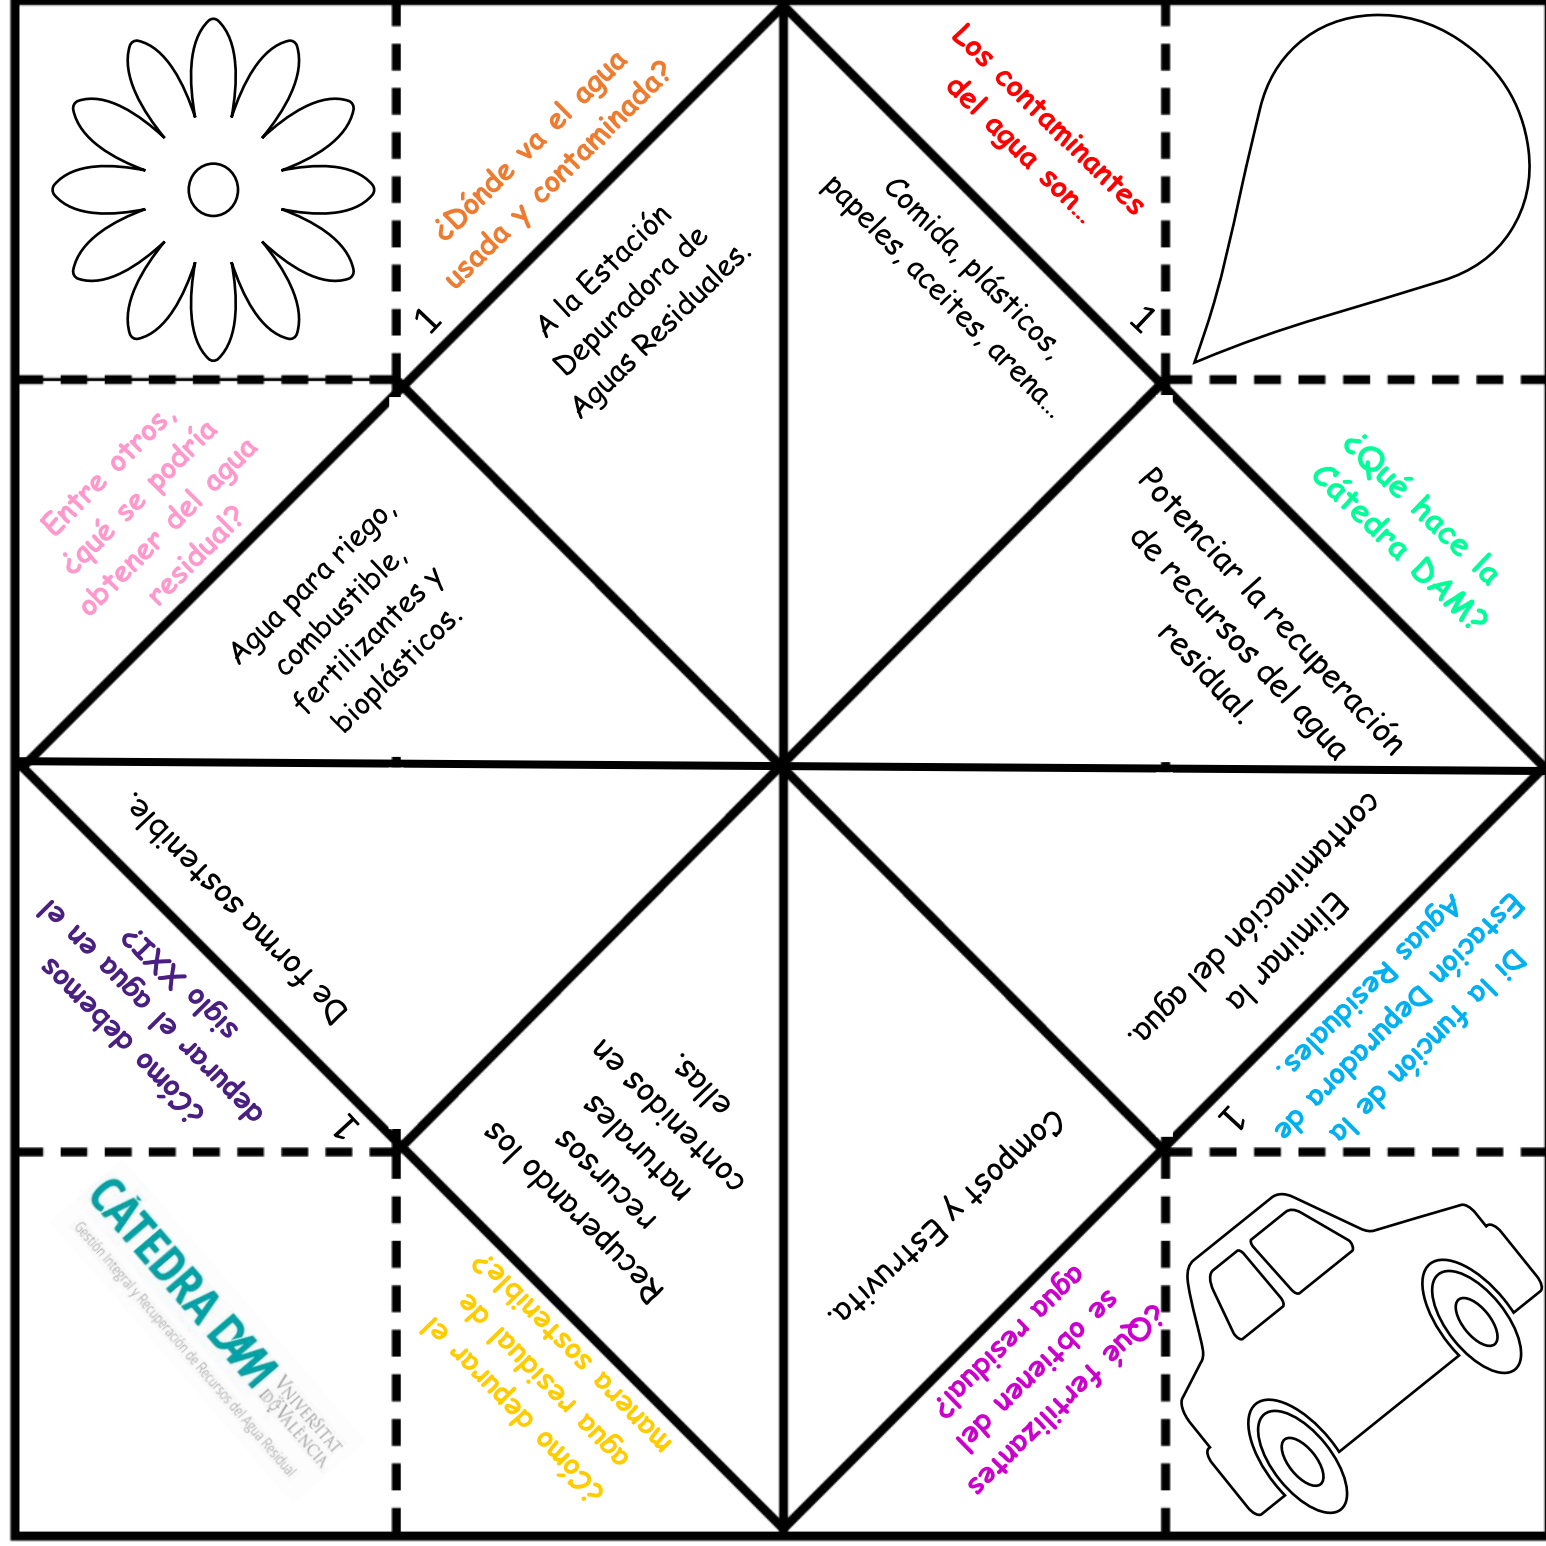 ¿Dónde va el agua
usada y contaminada?
1
A la Estación
Depuradora de
Aguas Residuales.
Los contaminantes
del agua son...
1
Comida, plásticos,
papeles, aceites, arena...
Entre otros,
¿qué se podría
obtener del agua
residual?
Agua para riego,
combustible,
fertilizantes y
bioplásticos.
¿Qué hace la
Cátedra DAM?
Potenciar la recuperación
de recursos del agua
residual.
¿Cómo debemos
depurar el agua en el
siglo XXI?
1
De forma sostenible.
¿Cómo depurar el
agua residual de
manera sostenible?
Recuperando los
recursos
naturales
contenidos en
ellas.
Di la función de la
Estación Depuradora de
Aguas Residuales.
1
Eliminar la
contaminación del agua.
¿Qué fertilizantes
se obtienen del
agua residual?
Compost y Estruvita.
CÀTEDRA DAM
Gestión Integral y Recuperación de Recursos del Agua Residual
VNIVERSITAT
ID QVALÈNCIA